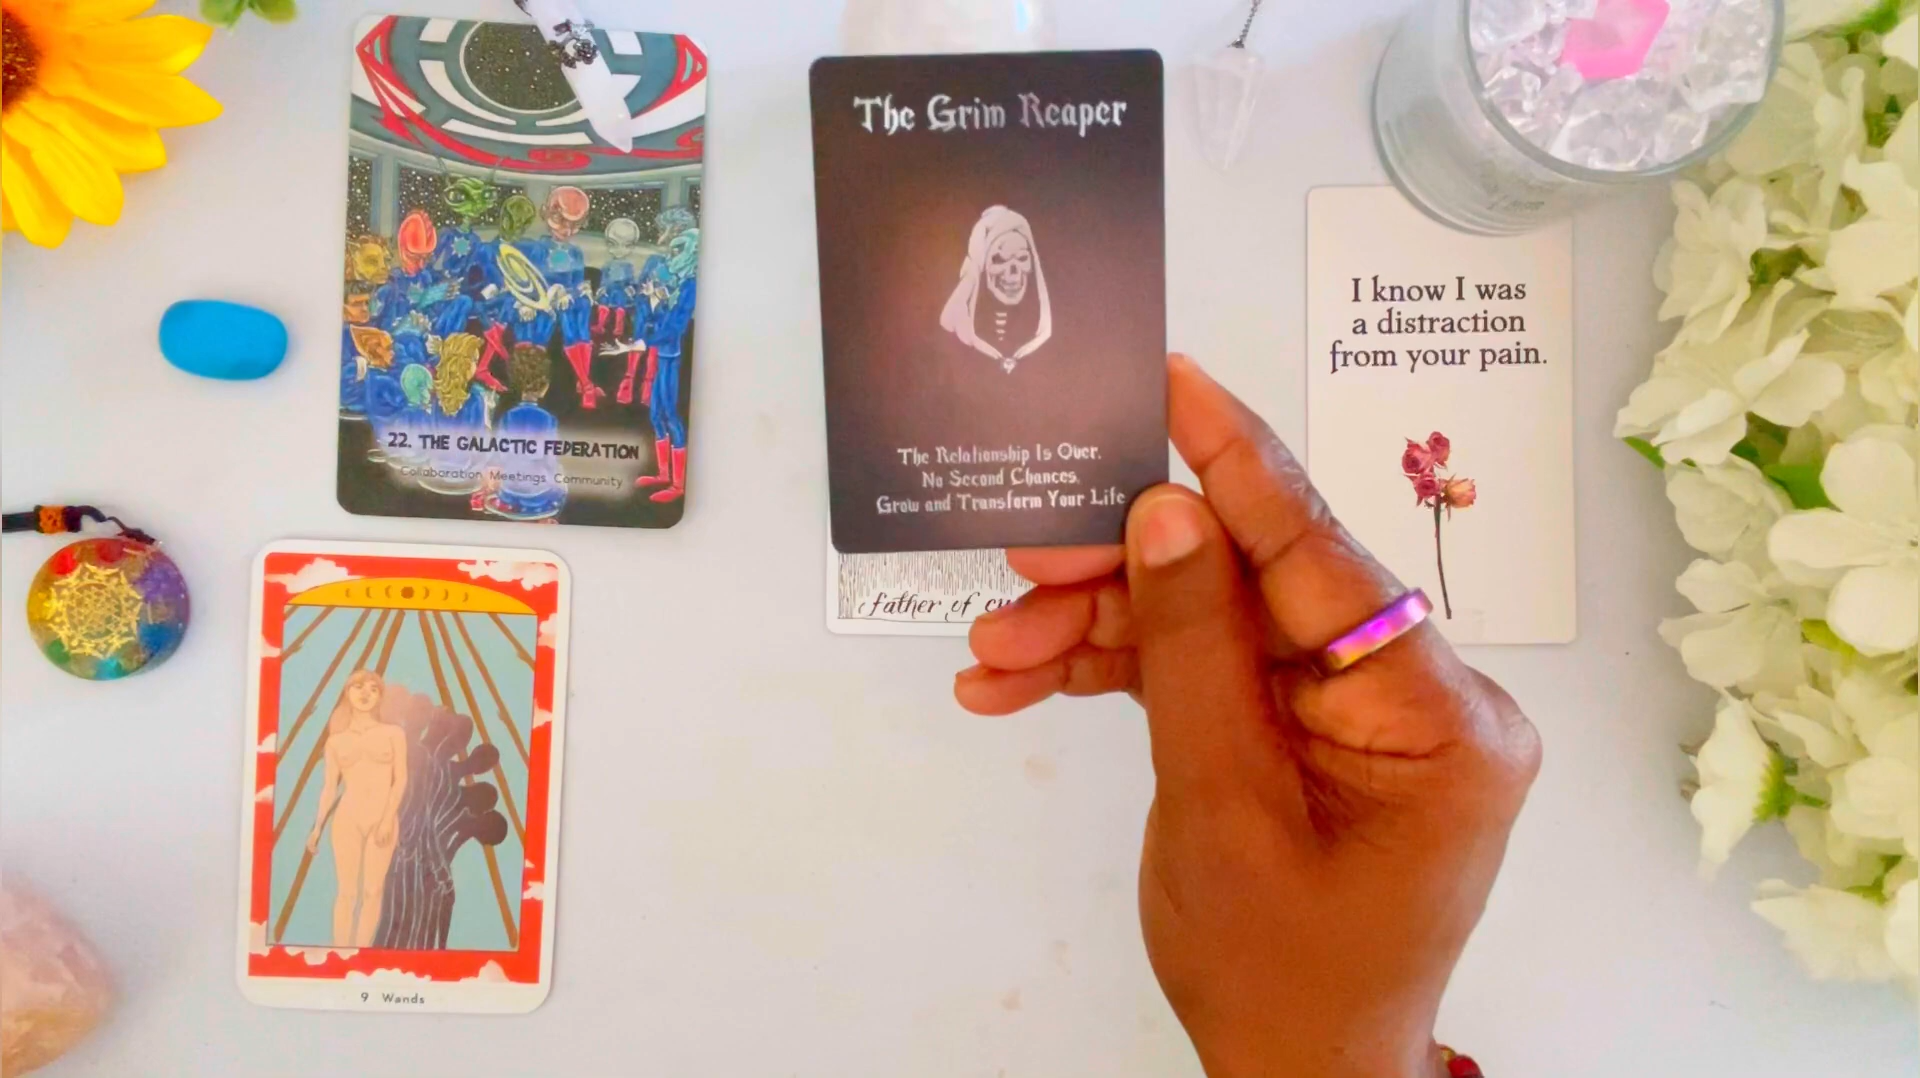 22. THE GALACTIC FEDERATION
Collaboration Meetings Community
The Grim Reaper
The Relationship Is Over.
No Second Chances.
Grow and Transform Your Life
father of
I know I was
a distraction
from your pain.
9 Wands